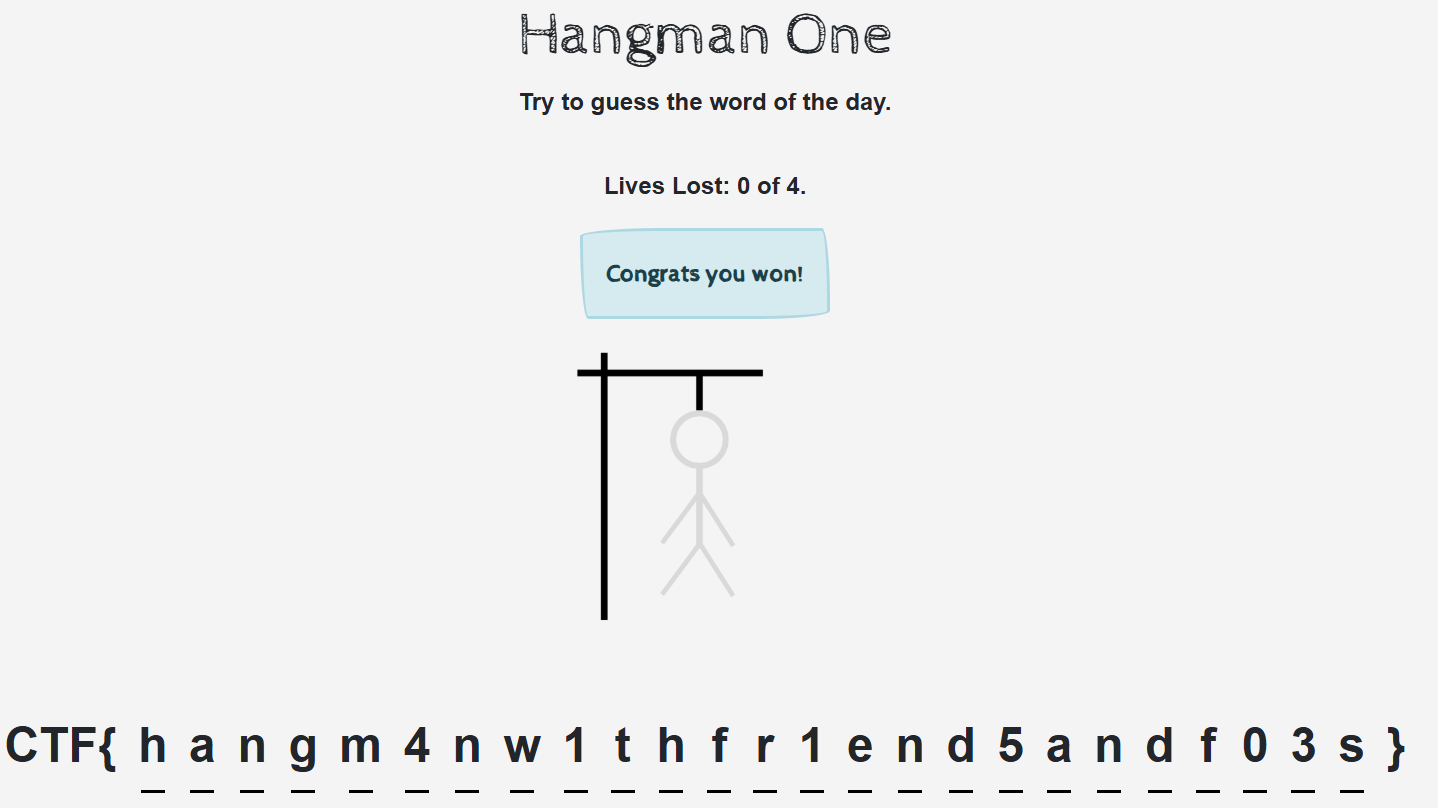 Hangman One
Try to guess the word of the day.
Lives Lost: 0 of 4.
Congrats you won!
CTF{ h a n g m 4 n w 1 t h f r 1 e n d 5 a n d f 0 3 s }